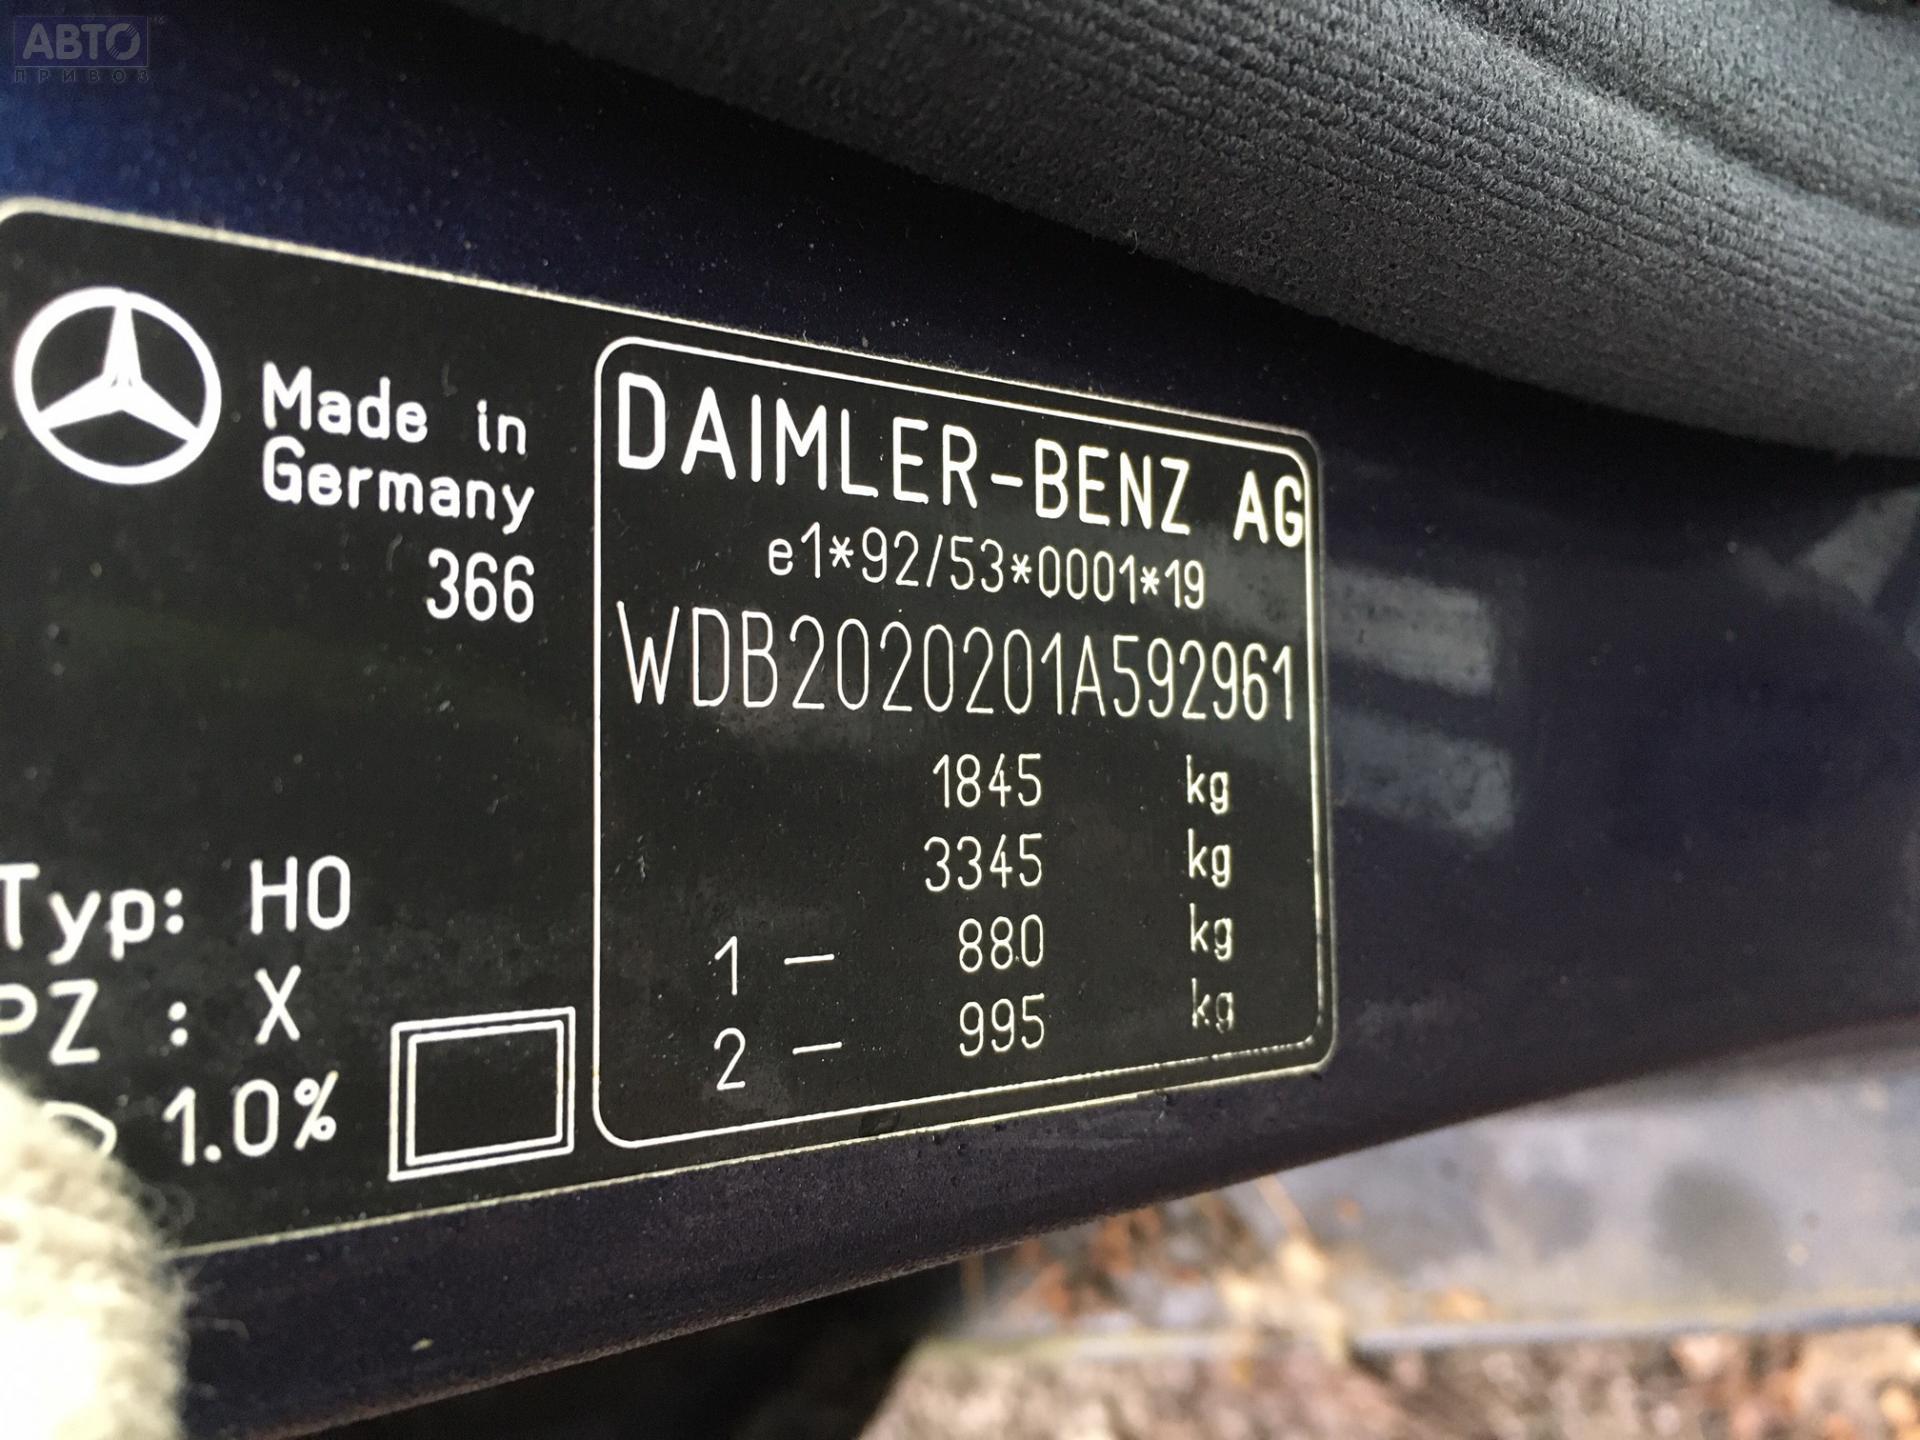 АВТО
ПРИВОЗ
Made in
Germany
366
Typ: H0
PZ : X
1.0%
DAIMLER-BENZ AG
e1*92/53*0001*19
WDB2020201A592961
1845 kg
3345 kg
1 – 880 kg
2 – 995 kg